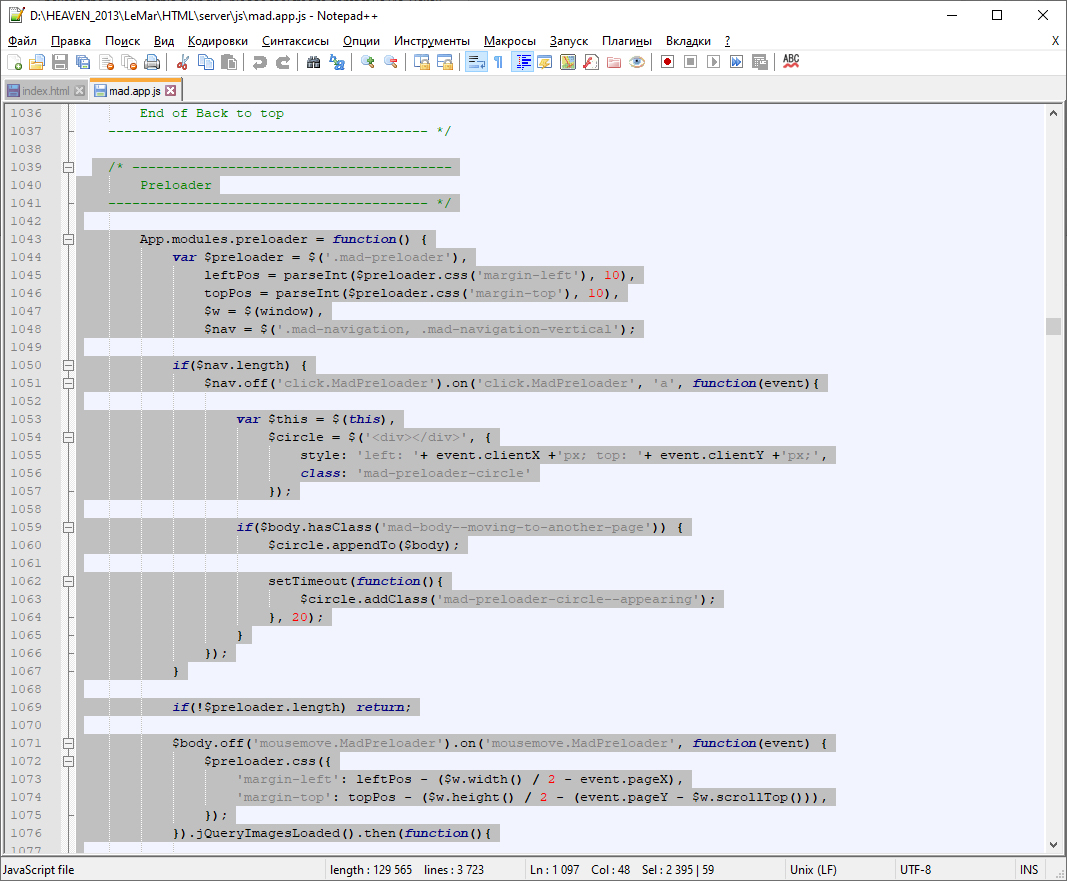 D:\HEAVEN_2013\LeMar\HTML\server\js\mad.app.js - Notepad++
Файл Правка Поиск Вид Кодировки Синтаксисы Опции Инструменты Макросы Запуск Плагины Вкладки ? X
ABC
index.html mad.app.js
1036 End of Back to top
1037 ---------------------------------------- */
1038
1039 /* ----------------------------------------
1040 Preloader
1041 ---------------------------------------- */
1042
1043 App.modules.preloader = function() {
1044 var $preloader = $('.mad-preloader'),
1045 leftPos = parseInt($preloader.css('margin-left'), 10),
1046 topPos = parseInt($preloader.css('margin-top'), 10),
1047 $w = $(window),
1048 $nav = $('.mad-navigation, .mad-navigation-vertical');
1049
1050 if($nav.length) {
1051 $nav.off('click.MadPreloader').on('click.MadPreloader', 'a', function(event){
1052
1053 var $this = $(this),
1054 $circle = $('<div></div>', {
1055 style: 'left: '+ event.clientX +'px; top: '+ event.clientY +'px;',
1056 class: 'mad-preloader-circle'
1057 });
1058
1059 if($body.hasClass('mad-body--moving-to-another-page')) {
1060 $circle.appendTo($body);
1061
1062 setTimeout(function(){
1063 $circle.addClass('mad-preloader-circle--appearing');
1064 }, 20);
1065 }
1066 });
1067 }
1068
1069 if(!$preloader.length) return;
1070
1071 $body.off('mousemove.MadPreloader').on('mousemove.MadPreloader', function(event) {
1072 $preloader.css({
1073 'margin-left': leftPos - ($w.width() / 2 - event.pageX),
1074 'margin-top': topPos - ($w.height() / 2 - (event.pageY - $w.scrollTop())),
1075 });
1076 }).jQueryImagesLoaded().then(function(){
1077
JavaScript file length : 129 565 lines : 3 723 Ln : 1 097 Col : 48 Sel : 2 395 | 59 Unix (LF) UTF-8 INS